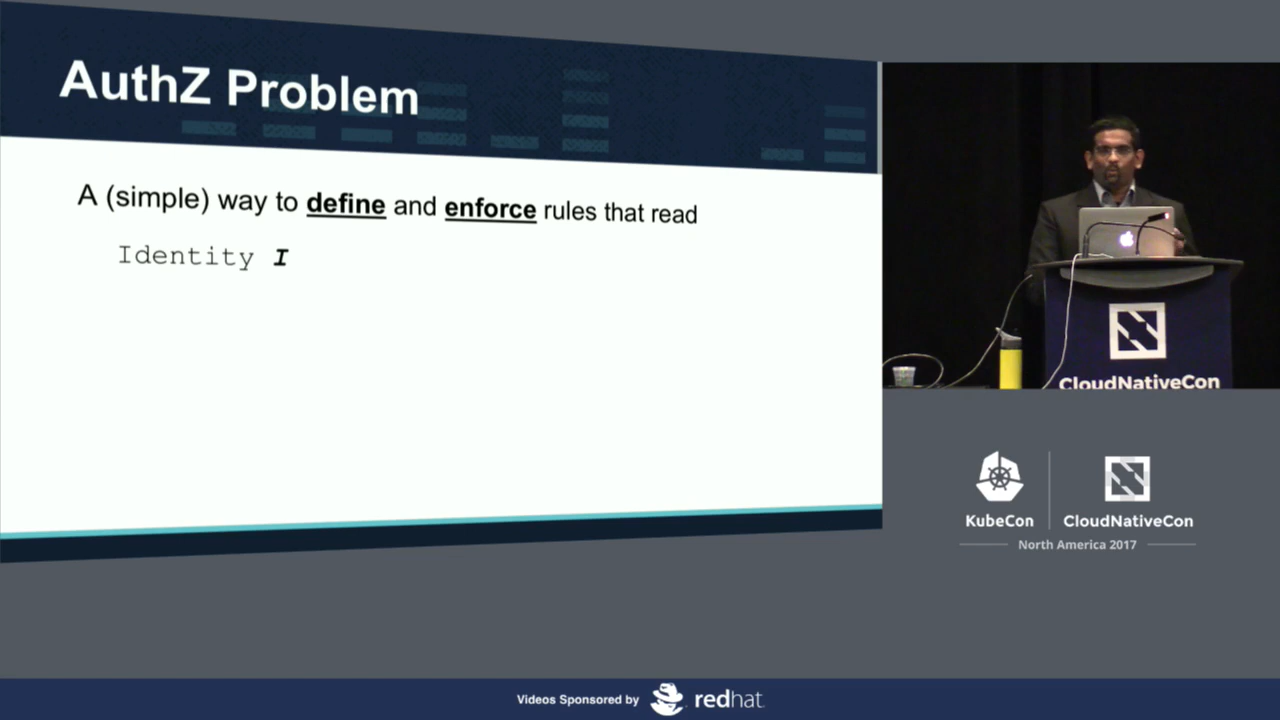 AuthZ Problem
A (simple) way to define and enforce rules that read
Identity I
CloudNativeCon
KubeCon
CloudNativeCon
North America 2017
Videos Sponsored by
redhat.